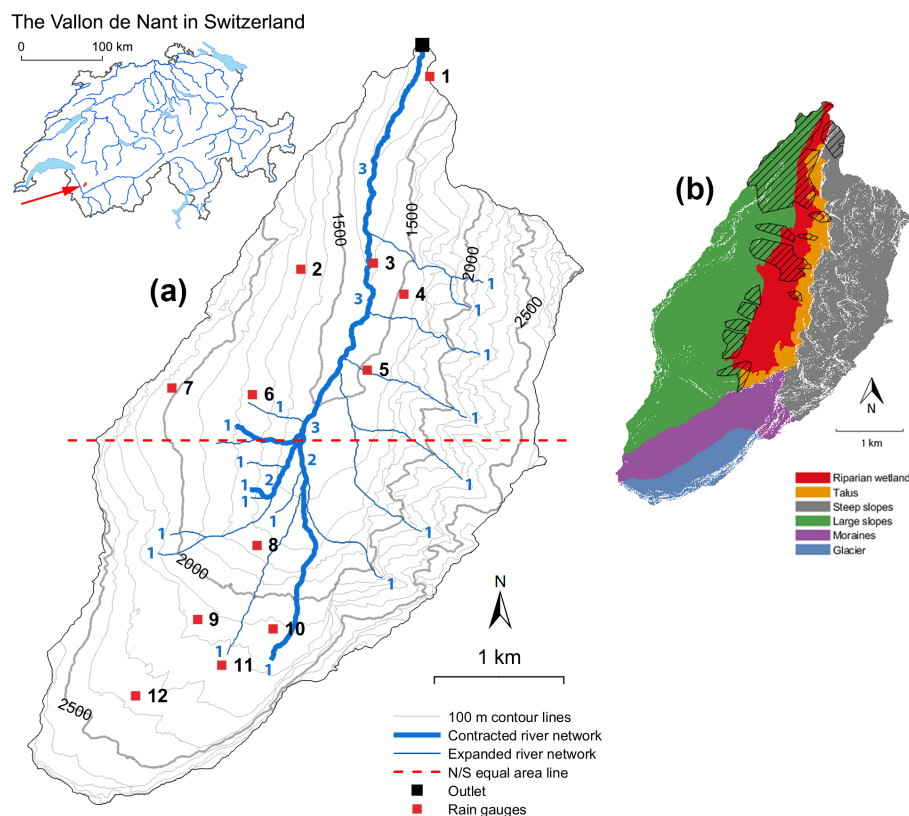 The Vallon de Nant in Switzerland
0 100 km
1
3
(b)
1500
1500
2000
2
3
(a)
1
3
4
1
2500
N
1
5
7
6
1
1
1 km
1
3
2
1
2
1
1
1
Riparian wetland
Talus
Steep slopes
Large slopes
Moraines
Glacier
1
1
1
1
8
2000
1
N
9
10
1
11
1
1 km
12
2500
100 m contour lines
Contracted river network
Expanded river network
N/S equal area line
Outlet
Rain gauges